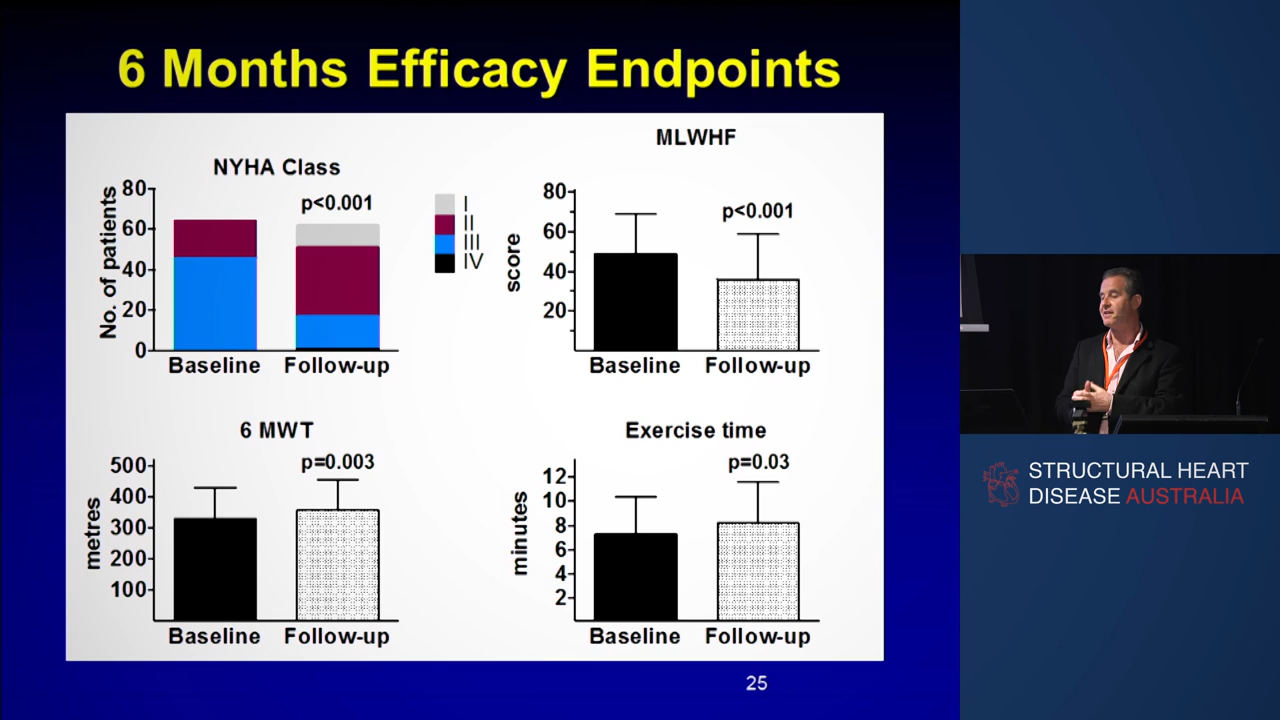 6 Months Efficacy Endpoints
NYHA Class
No. of patients
80
60
40
20
0
p<0.001
Baseline
Follow-up
I
II
III
IV
MLWHF
score
80
60
40
20
p<0.001
Baseline
Follow-up
6 MWT
metres
500
400
300
200
100
p=0.003
Baseline
Follow-up
Exercise time
minutes
12
10
8
6
4
2
p=0.03
Baseline
Follow-up
25
STRUCTURAL HEART
DISEASE AUSTRALIA